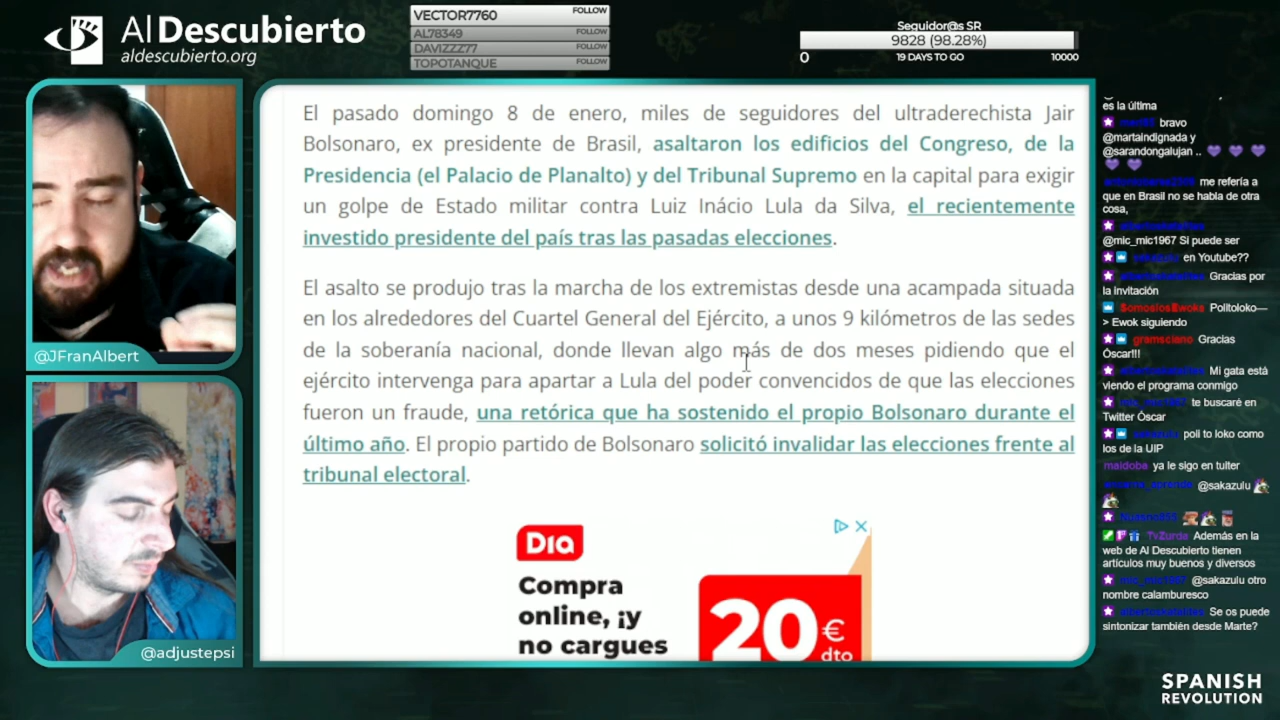 Al Descubierto
aldescubierto.org
VECTOR7760 FOLLOW
AL78349 FOLLOW
DAVIZZZ77 FOLLOW
TOPOTANQUE FOLLOW
Seguidor@s SR
9828 (98.28%)
0 19 DAYS TO GO 10000
@JFranAlbert
@adjustepsi
El pasado domingo 8 de enero, miles de seguidores del ultraderechista Jair
Bolsonaro, ex presidente de Brasil, asaltaron los edificios del Congreso, de la
Presidencia (el Palacio de Planalto) y del Tribunal Supremo en la capital para exigir
un golpe de Estado militar contra Luiz Inácio Lula da Silva, el recientemente
investido presidente del país tras las pasadas elecciones.
El asalto se produjo tras la marcha de los extremistas desde una acampada situada
en los alrededores del Cuartel General del Ejército, a unos 9 kilómetros de las sedes
de la soberanía nacional, donde llevan algo más de dos meses pidiendo que el
ejército intervenga para apartar a Lula del poder convencidos de que las elecciones
fueron un fraude, una retórica que ha sostenido el propio Bolsonaro durante el
último año. El propio partido de Bolsonaro solicitó invalidar las elecciones frente al
tribunal electoral.
Dia
Compra
online, ¡y
no cargues
20€
dto
es la última
bravo
@martaindignada y
@sarandongalujan ..
me refería a
que en Brasil no se habla de otra
cosa,
@mic_mic1967 Si puede ser
en Youtube??
Gracias por
la invitación
SomoslosEwoks Politoloko—
> Ewok siguiendo
gramsciano Gracias
Óscar!!!
Mi gata está
viendo el programa conmigo
mic_mic1967 te buscaré en
Twitter Óscar
sakazulu poli to loko como
los de la UIP
maldoba ya le sigo en tuiter
@sakazulu
TvZurda Además en la
web de Al Descubierto tienen
artículos muy buenos y diversos
mic_mic1967 @sakazulu otro
nombre calamburesco
Se os puede
sintonizar también desde Marte?
SPANISH
REVOLUTION